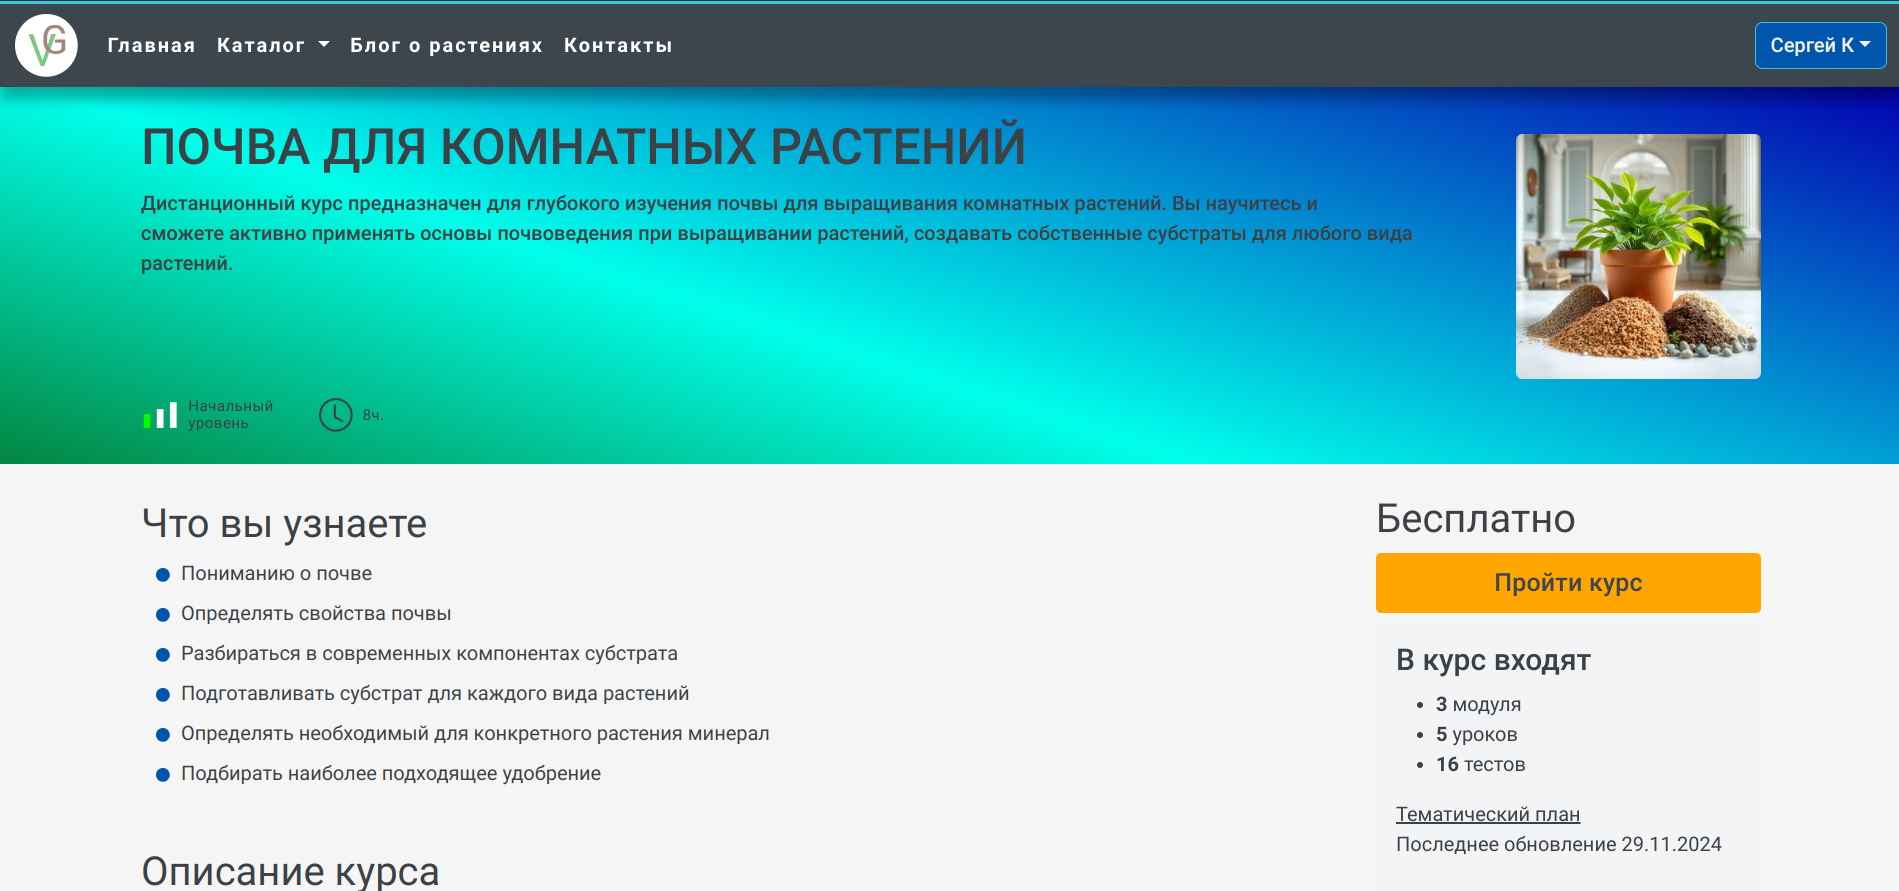 VG
Главная Каталог Блог о растениях Контакты
Сергей К
ПОЧВА ДЛЯ КОМНАТНЫХ РАСТЕНИЙ
Дистанционный курс предназначен для глубокого изучения почвы для выращивания комнатных растений. Вы научитесь и
сможете активно применять основы почвоведения при выращивании растений, создавать собственные субстраты для любого вида
растений.
Начальный
уровень
8ч.
Что вы узнаете
Пониманию о почве
Определять свойства почвы
Разбираться в современных компонентах субстрата
Подготавливать субстрат для каждого вида растений
Определять необходимый для конкретного растения минерал
Подбирать наиболее подходящее удобрение
Описание курса
Бесплатно
Пройти курс
В курс входят
3 модуля
5 уроков
16 тестов
Тематический план
Последнее обновление 29.11.2024